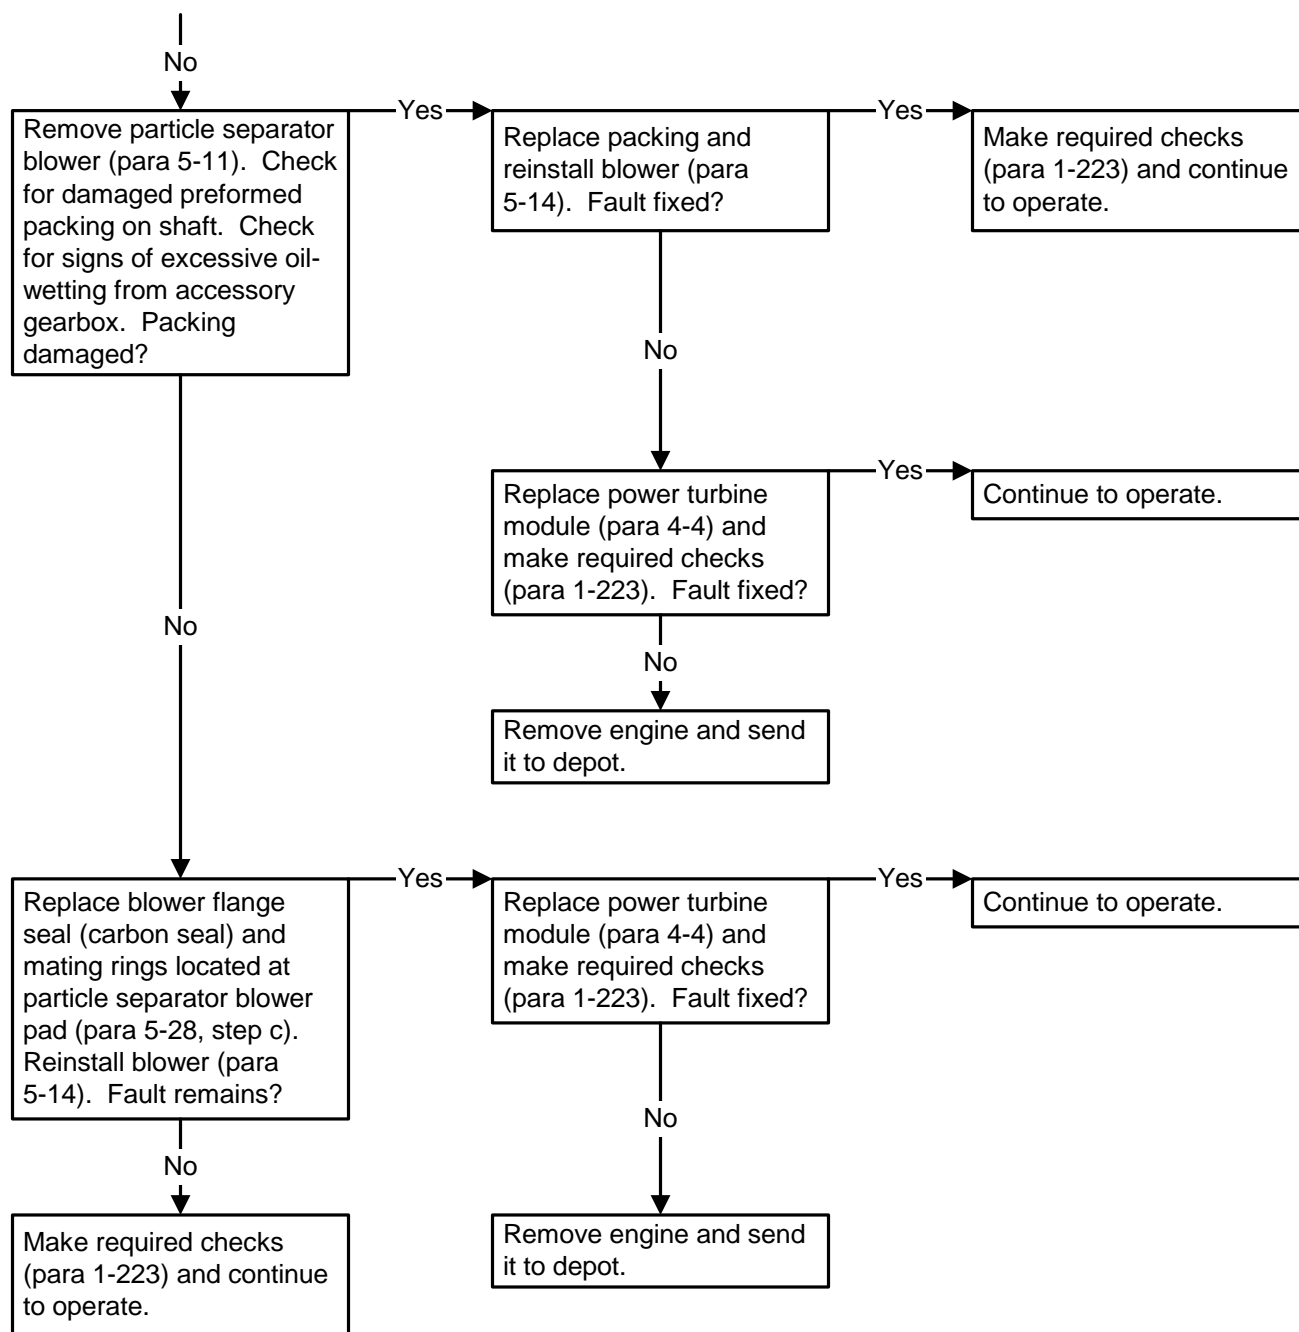 No
Remove particle separator
blower (para 5-11).  Check
for damaged preformed
packing on shaft.  Check
for signs of excessive oil-
wetting from accessory
gearbox.  Packing
damaged?
Yes
Replace packing and
reinstall blower (para
5-14).  Fault fixed?
Yes
Make required checks
(para 1-223) and continue
to operate.
No
Replace power turbine
module (para 4-4) and
make required checks
(para 1-223).  Fault fixed?
Yes
Continue to operate.
No
Remove engine and send
it to depot.
No
Replace blower flange
seal (carbon seal) and
mating rings located at
particle separator blower
pad (para 5-28, step c).
Reinstall blower (para
5-14).  Fault remains?
Yes
Replace power turbine
module (para 4-4) and
make required checks
(para 1-223).  Fault fixed?
Yes
Continue to operate.
No
Remove engine and send
it to depot.
No
Make required checks
(para 1-223) and continue
to operate.